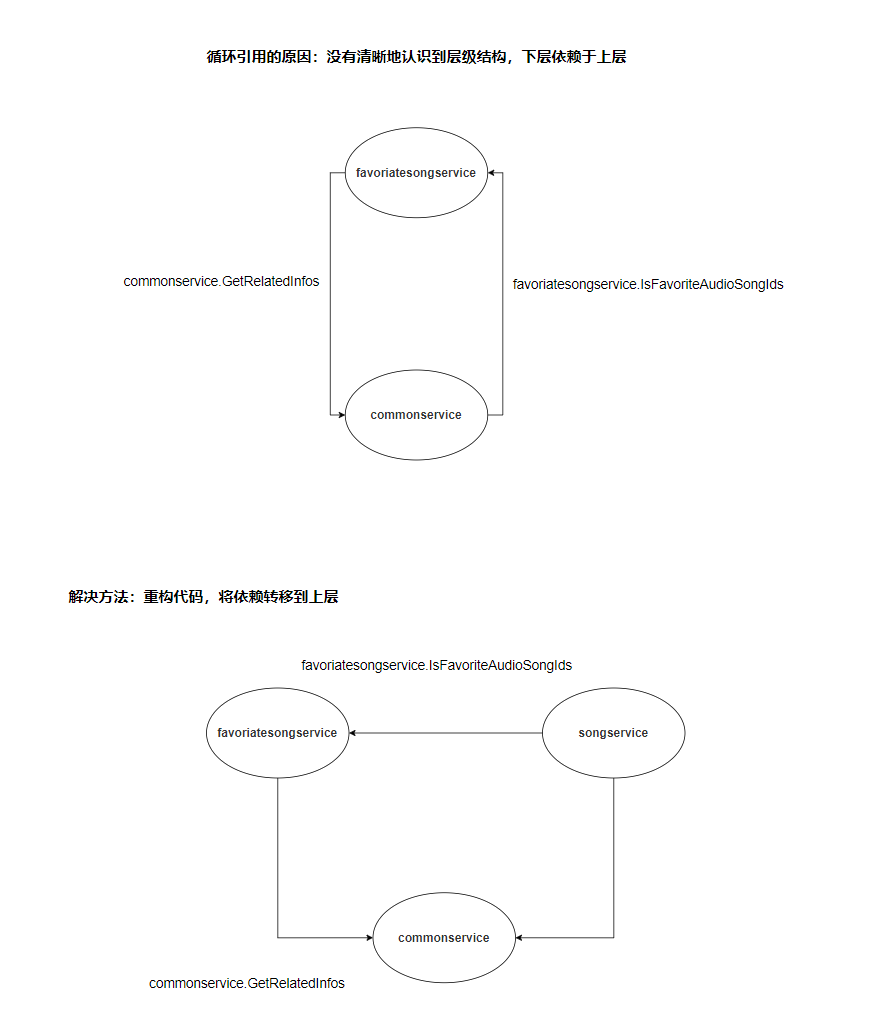 循环引用的原因：没有清晰地认识到层级结构，下层依赖于上层
favoriatesongservice
commonservice.GetRelatedInfos
favoriatesongservice.IsFavoriteAudioSongIds
commonservice
解决方法：重构代码，将依赖转移到上层
favoriatesongservice.IsFavoriteAudioSongIds
favoriatesongservice
songservice
commonservice
commonservice.GetRelatedInfos